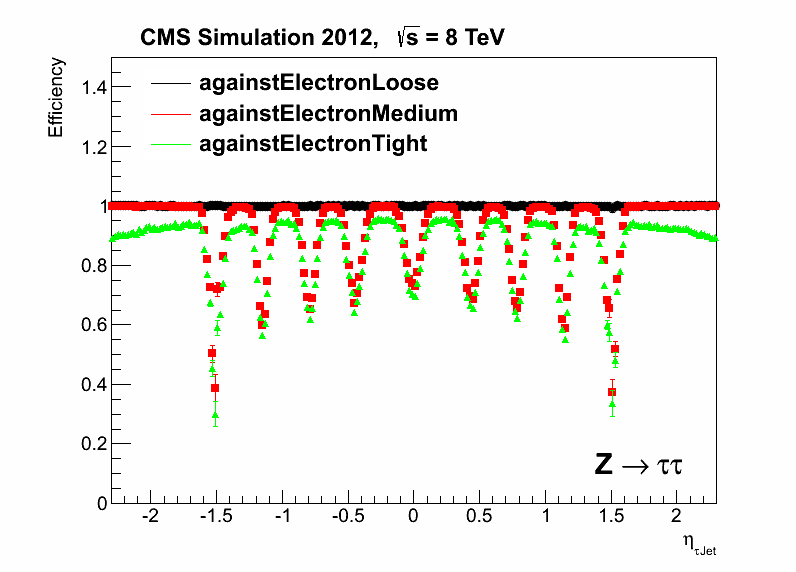 CMS Simulation 2012, √s = 8 TeV
Efficiency
againstElectronLoose
againstElectronMedium
againstElectronTight
1.4
1.2
1
0.8
0.6
0.4
0.2
0
Z → ττ
-2 -1.5 -1 -0.5 0 0.5 1 1.5 2
η τJet